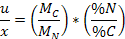 u/x = (M_C/M_N) * (%N/%C)